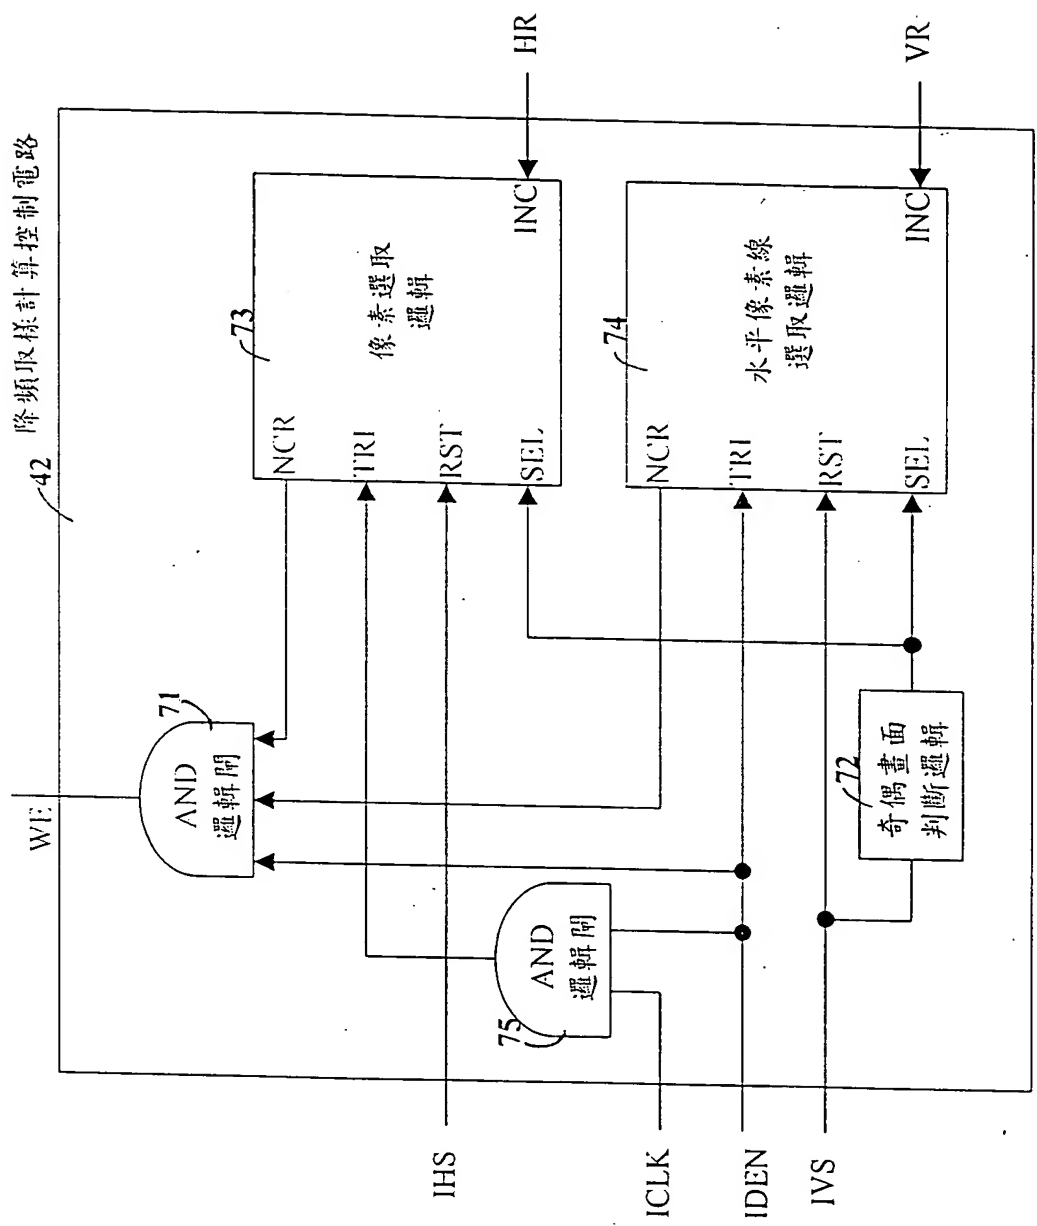 降頻取樣計算控制電路
42
WE
71
AND
邏輯閘
73
像素選取
邏輯
NCR
TRI
RST
SEL
INC
HR
74
水平像素線
選取邏輯
NCR
TRI
RST
SEL
INC
VR
75
AND
邏輯閘
72
奇偶畫面
判斷邏輯
IHS
ICLK
IDEN
IVS